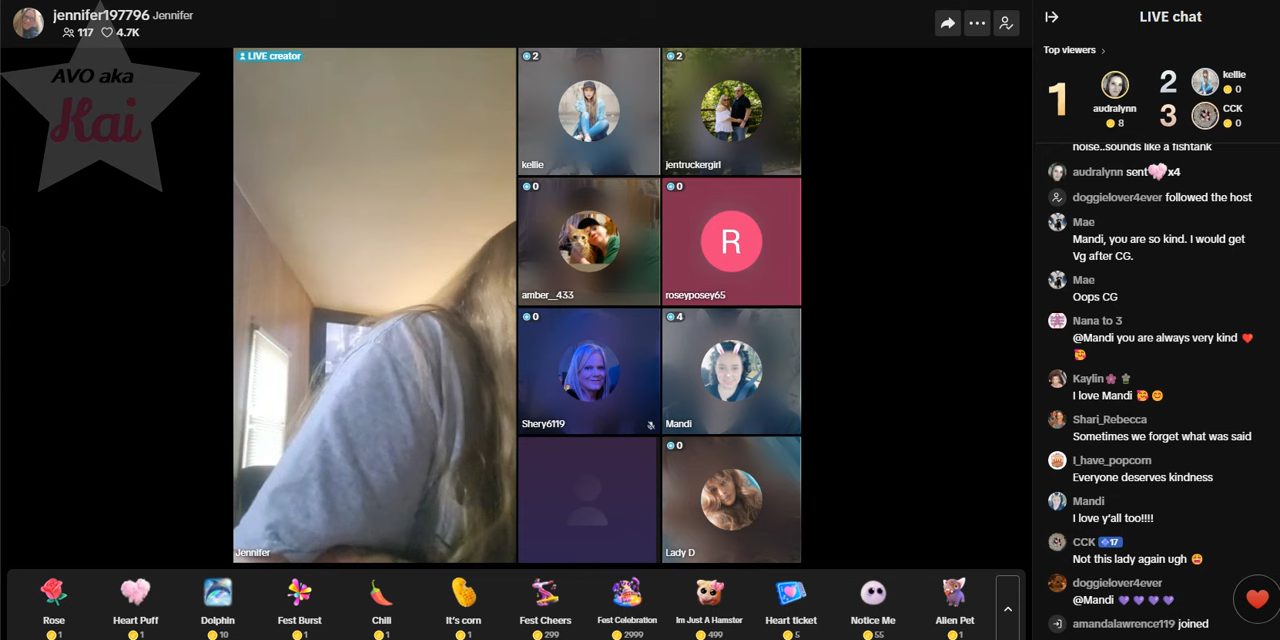 jennifer197796 Jennifer
117 4.7K
AVO aka
Kai
LIVE creator
Jennifer
2
kellie
2
jentruckergirl
0
amber_433
0
R
roseyposey65
0
Shery6119
4
Mandi
0
Lady D
Rose
1
Heart Puff
1
Dolphin
10
Fest Burst
1
Chili
1
It's corn
1
Fest Cheers
299
Fest Celebration
2999
Im Just A Hamster
499
Heart ticket
5
Notice Me
55
Alien Pet
1
LIVE chat
Top viewers
1
audralynn
8
2
kellie
0
3
CCK
0
noise..sounds like a fishtank
audralynn sent x4
doggielover4ever followed the host
Mae
Mandi, you are so kind. I would get
Vg after CG.
Mae
Oops CG
Nana to 3
@Mandi you are always very kind ❤️
🥰
Kaylin🌸 🪴
I love Mandi 🥰 😊
Shari_Rebecca
Sometimes we forget what was said
I_have_popcorn
Everyone deserves kindness
Mandi
I love y'all too!!!!
CCK 17
Not this lady again ugh 🤩
doggielover4ever
@Mandi 💜 💜 💜 💜
amandalawrence119 joined